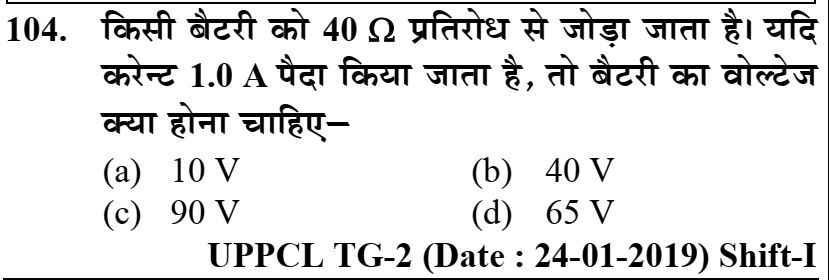 104. किसी बैटरी को 40 Ω प्रतिरोध से जोड़ा जाता है। यदि
करेन्ट 1.0 A पैदा किया जाता है, तो बैटरी का वोल्टेज
क्या होना चाहिए–
(a) 10 V (b) 40 V
(c) 90 V (d) 65 V
UPPCL TG-2 (Date : 24-01-2019) Shift-I